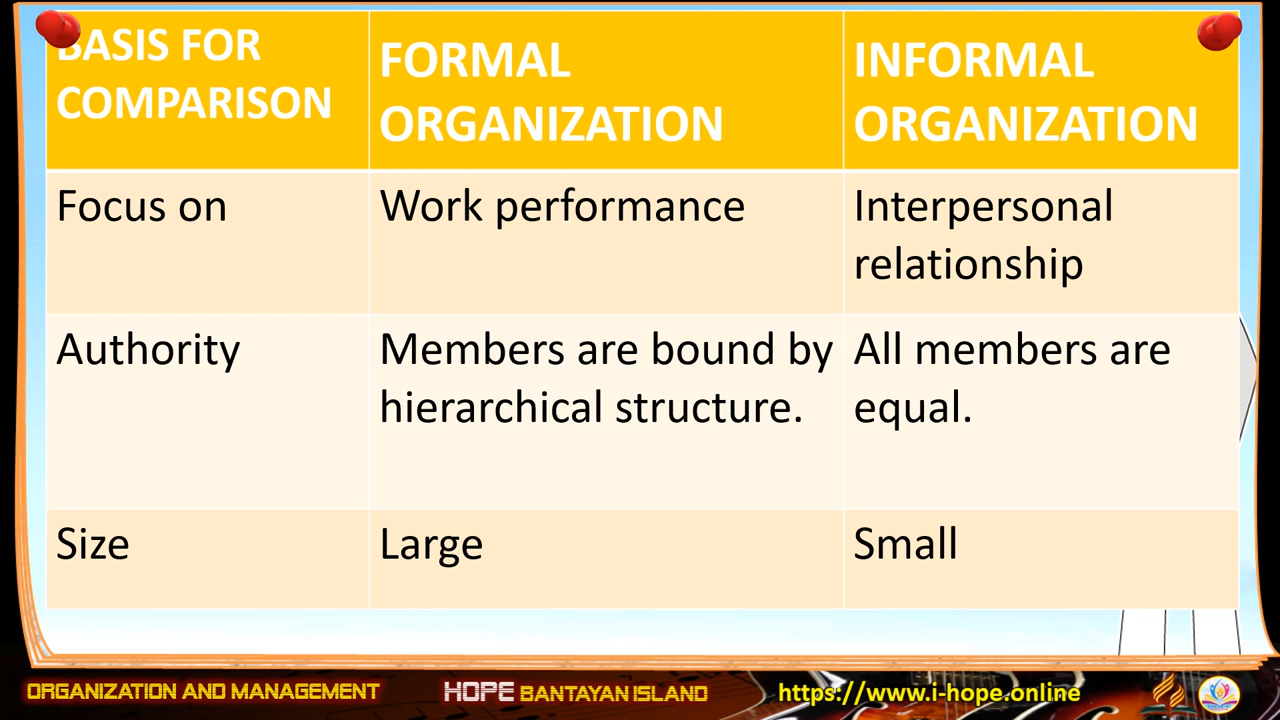 BASIS FOR
COMPARISON
FORMAL
ORGANIZATION
INFORMAL
ORGANIZATION
Focus on
Work performance
Interpersonal
relationship
Authority
Members are bound by
hierarchical structure.
All members are
equal.
Size
Large
Small
ORGANIZATION AND MANAGEMENT
HOPE BANTAYAN ISLAND
https://www.i-hope.online